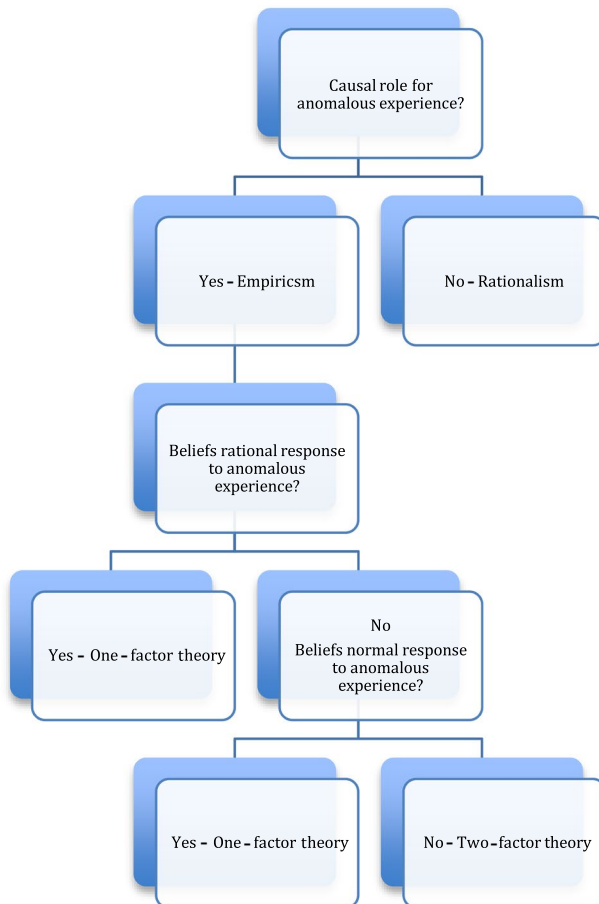 Causal role for
anomalous experience?
Yes - Empiricsm
No - Rationalism
Beliefs rational response
to anomalous
experience?
Yes - One-factor theory
No
Beliefs normal response
to anomalous
experience?
Yes - One-factor theory
No - Two-factor theory